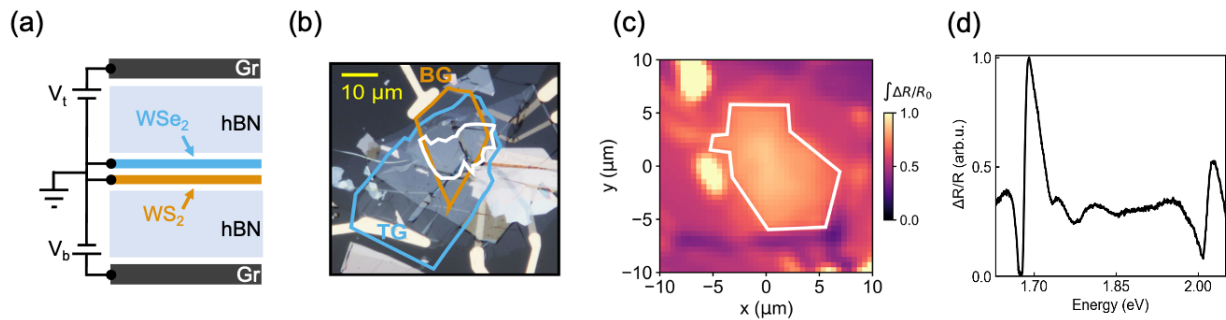 (a)
Gr
Vt
WSe2
hBN
WS2
hBN
Vb
Gr
(b)
10 μm
BG
TG
(c)
10
5
0
−5
−10
y (μm)
−10
−5
0
5
10
x (μm)
∫ΔR/R0
1.0
0.5
0.0
(d)
1.0
0.5
0.0
ΔR/R (arb.u.)
1.70
1.85
2.00
Energy (eV)